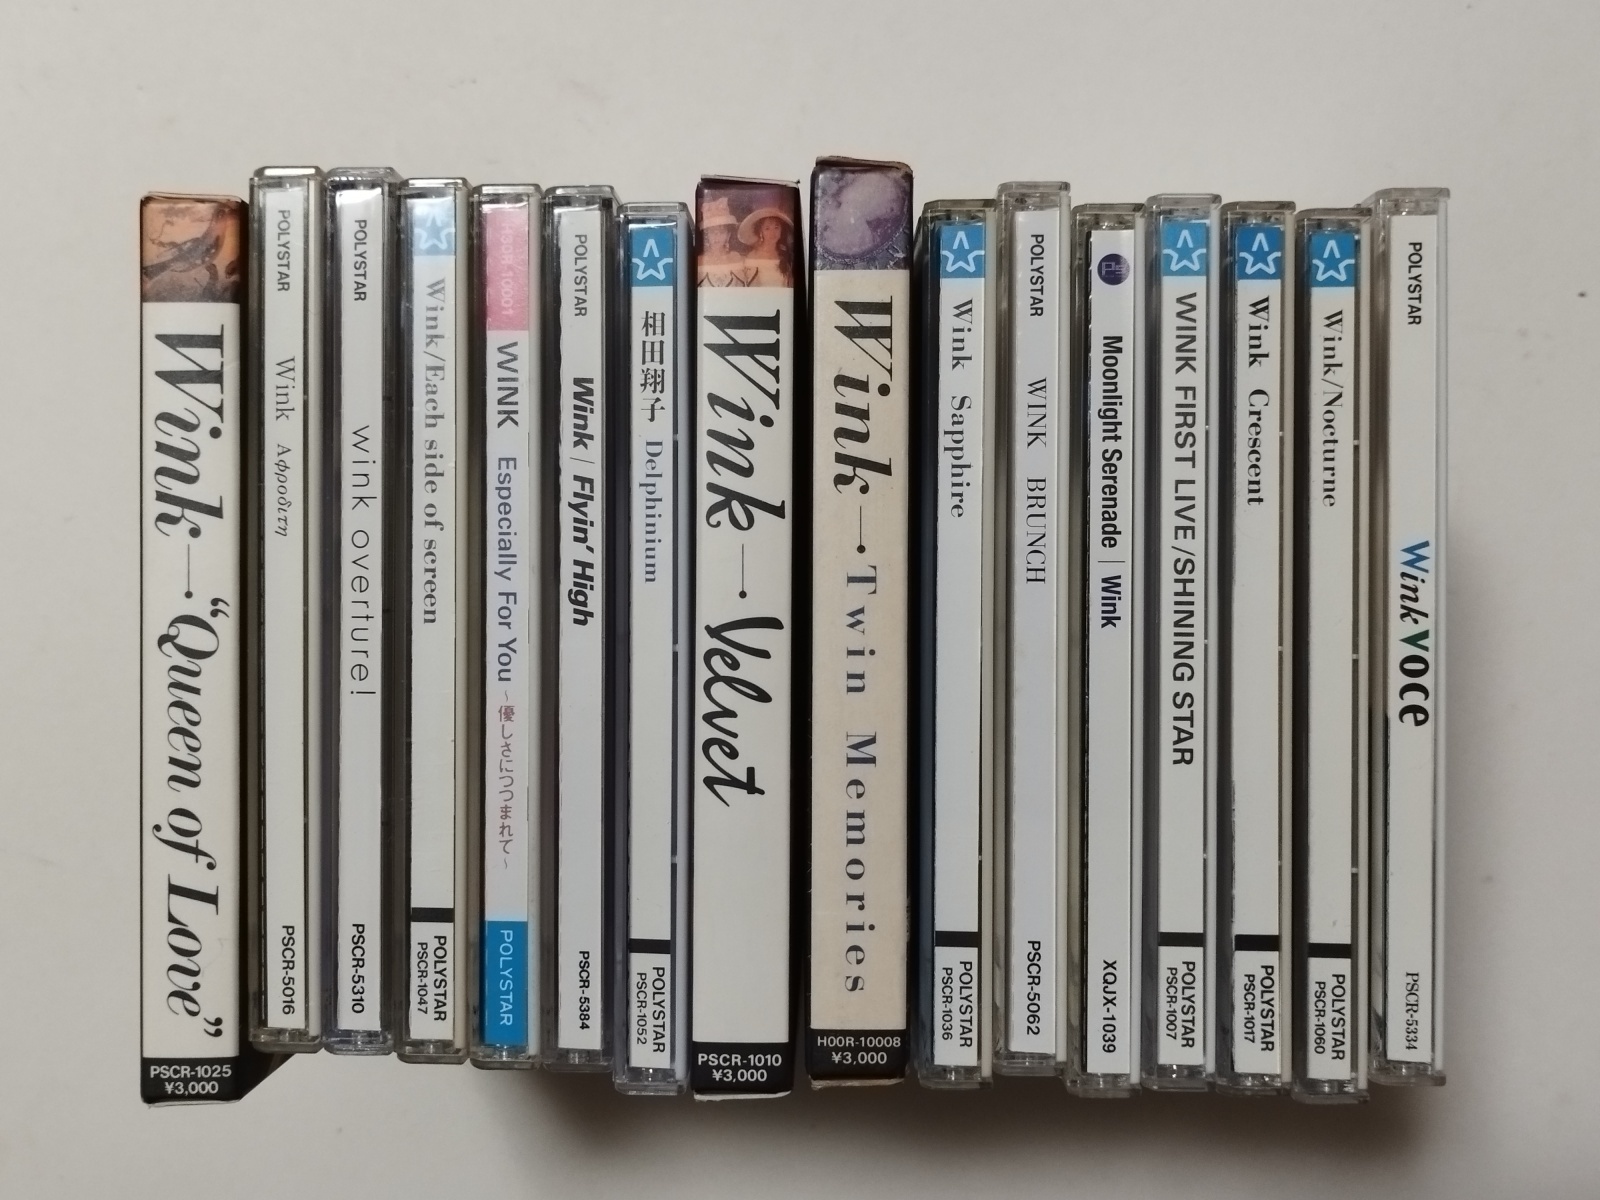 Wink—"Queen of Love"
PSCR-1025
¥3,000
POLYSTAR
Wink Αφροδιτη
PSCR-5016
POLYSTAR
wink overture!
PSCR-5310
Wink/Each side of screen
POLYSTAR
PSCR-1047
H33R-10001
WINK Especially For You ~優しさにつつまれて~
POLYSTAR
POLYSTAR
Wink | Flyin' High
PSCR-5384
相田翔子 Delphinium
POLYSTAR
PSCR-1052
Wink—Velvet
PSCR-1010
¥3,000
Wink—Twin Memories
H00R-10008
¥3,000
Wink Sapphire
POLYSTAR
PSCR-1036
POLYSTAR
WINK BRUNCH
PSCR-5062
Moonlight Serenade | Wink
XQJX-1039
WINK FIRST LIVE/SHINING STAR
POLYSTAR
PSCR-1007
Wink Crescent
POLYSTAR
PSCR-1017
Wink/Nocturne
POLYSTAR
PSCR-1060
POLYSTAR
Wink VOCE
PSCR-5334